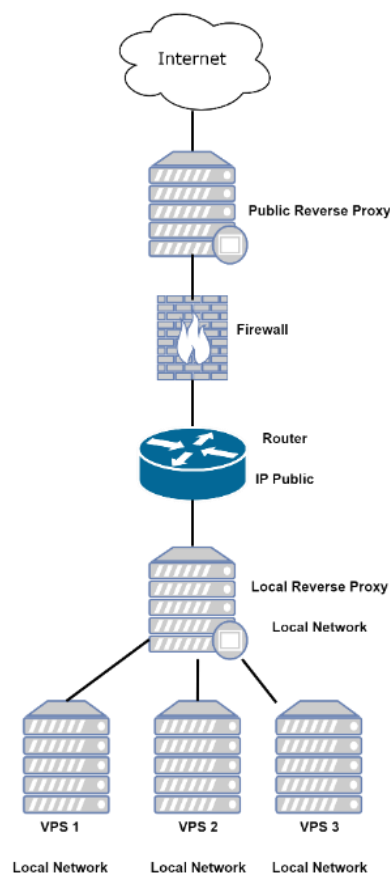 Internet
Public Reverse Proxy
Firewall
Router
IP Public
Local Reverse Proxy
Local Network
VPS 1
VPS 2
VPS 3
Local Network
Local Network
Local Network